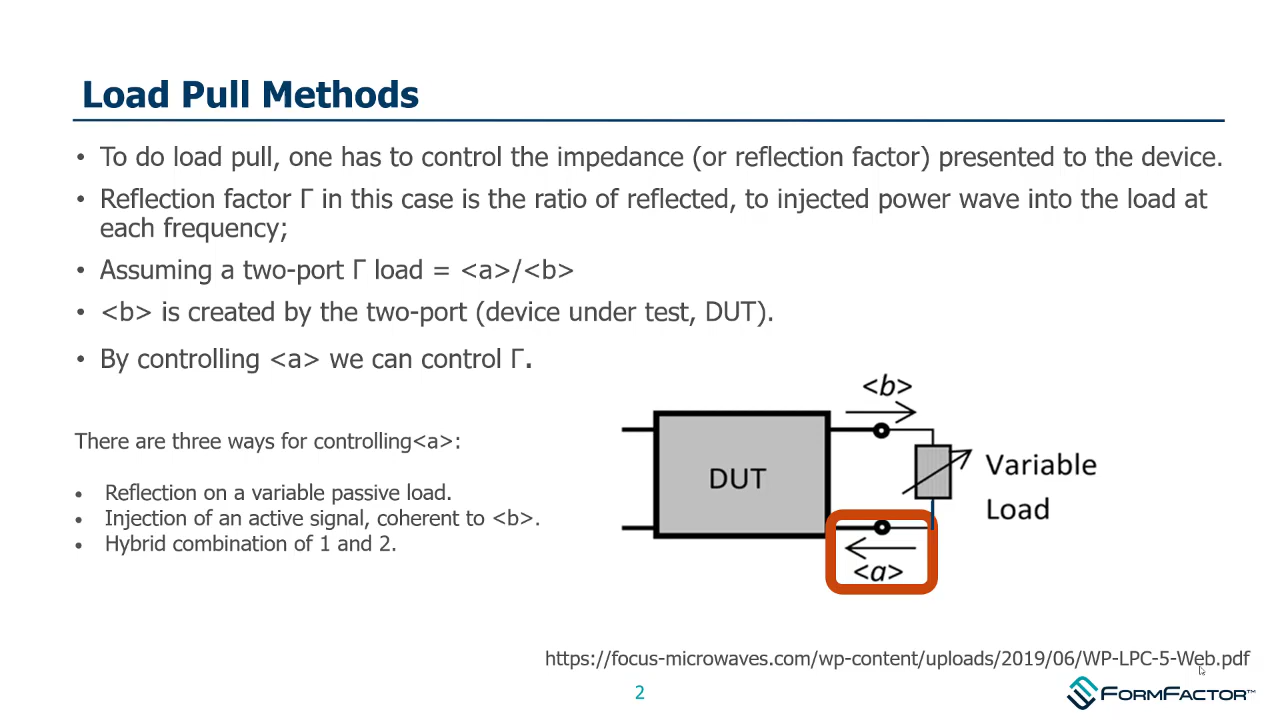 Load Pull Methods
• To do load pull, one has to control the impedance (or reflection factor) presented to the device.
• Reflection factor Γ in this case is the ratio of reflected, to injected power wave into the load at
each frequency;
• Assuming a two-port Γ load = <a>/<b>
• <b> is created by the two-port (device under test, DUT).
• By controlling <a> we can control Γ.
There are three ways for controlling<a>:
• Reflection on a variable passive load.
• Injection of an active signal, coherent to <b>.
• Hybrid combination of 1 and 2.
<b>
DUT
Variable
Load
<a>
https://focus-microwaves.com/wp-content/uploads/2019/06/WP-LPC-5-Web.pdf
2
FORMFACTOR™